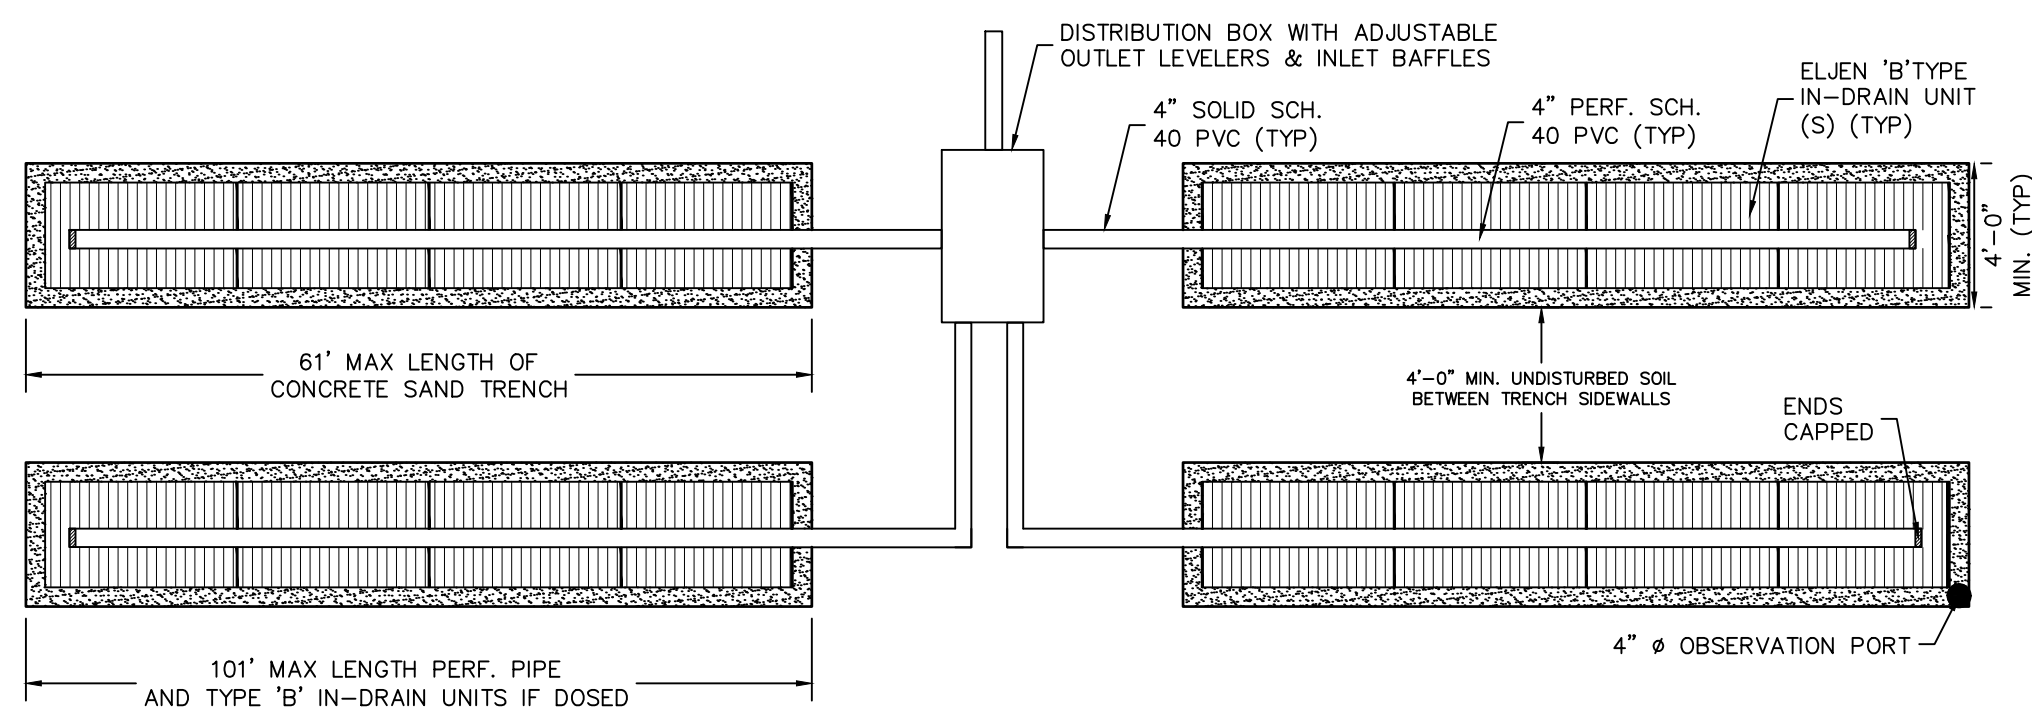 DISTRIBUTION BOX WITH ADJUSTABLE
OUTLET LEVELERS & INLET BAFFLES
4" SOLID SCH.
40 PVC (TYP)
4" PERF. SCH.
40 PVC (TYP)
ELJEN 'B'TYPE
IN-DRAIN UNIT
(S) (TYP)
4'-0"
MIN. (TYP)
61' MAX LENGTH OF
CONCRETE SAND TRENCH
4'-0" MIN. UNDISTURBED SOIL
BETWEEN TRENCH SIDEWALLS
ENDS
CAPPED
4" ø OBSERVATION PORT
101' MAX LENGTH PERF. PIPE
AND TYPE 'B' IN-DRAIN UNITS IF DOSED